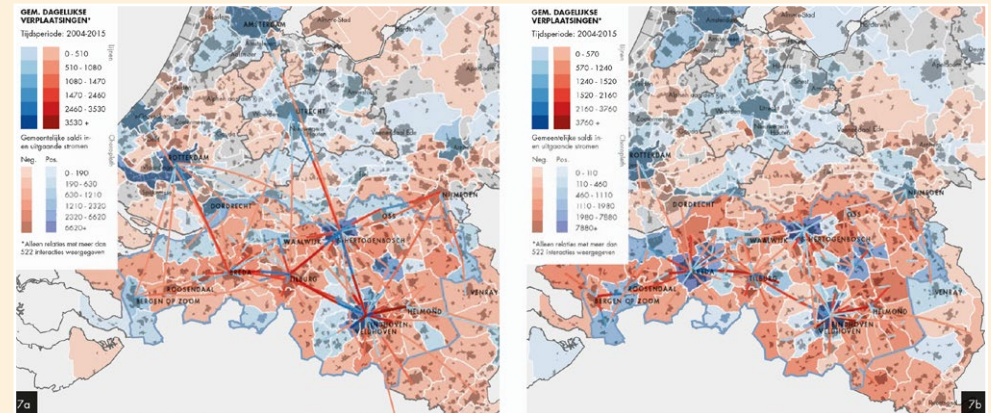 GEM. DAGELIJKSE
VERPLAATSINGEN*
Tijdsperiode: 2004-2015
0 - 510
510 - 1080
1080 - 1470
1470 - 2460
2460 - 3530
3530 +
Lijnen
Gemeentelijke saldi in-
en uitgaande stromen
Neg. Pos.
0 - 190
190 - 630
630 - 1210
1210 - 2320
2320 - 6620
6620+
*Alleen relaties met meer dan
522 interacties weergegeven
AMSTERDAM
UTRECHT
ROTTERDAM
DORDRECHT
NIJMEGEN
OSS
WAALWIJK
'S-HERTOGENBOSCH
BREDA
TILBURG
ROOSENDAAL
BERGEN OP ZOOM
VENRAY
HELMOND
EINDHOVEN
7a
GEM. DAGELIJKSE
VERPLAATSINGEN*
Tijdsperiode: 2004-2015
0 - 570
570 - 1240
1240 - 1520
1520 - 2160
2160 - 3760
3760 +
Lijnen
Gemeentelijke saldi in-
en uitgaande stromen
Neg. Pos.
0 - 110
110 - 460
460 - 1110
1110 - 1980
1980 - 7880
7880+
*Alleen relaties met meer dan
522 interacties weergegeven
Amsterdam
Utrecht
ROTTERDAM
DORDRECHT
NIJMEGEN
OSS
WAALWIJK
'S-HERTOGENBOSCH
BREDA
TILBURG
ROOSENDAAL
BERGEN OP ZOOM
VENRAY
HELMOND
EINDHOVEN
7b